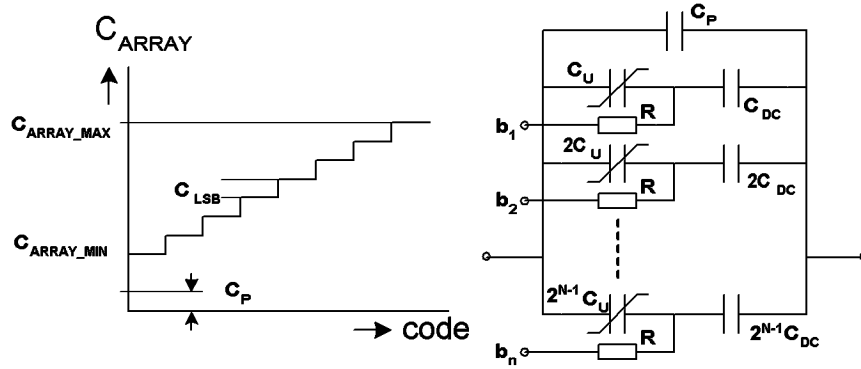 C_ARRAY
C_ARRAY_MAX
C_LSB
C_ARRAY_MIN
C_P
code
C_P
C_U
C_DC
b_1
R
2C_U
2C_DC
b_2
R
2^{N-1}C_U
2^{N-1}C_DC
b_n
R